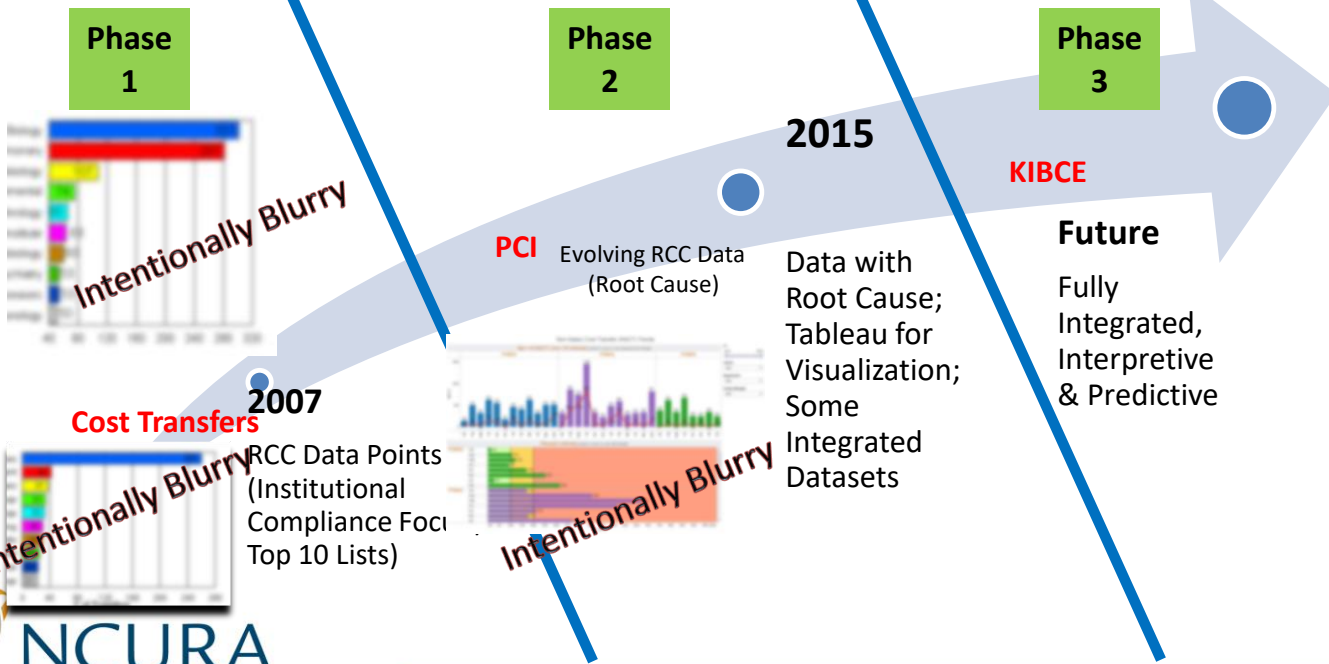 Phase
1
Intentionally Blurry
Cost Transfers
2007
RCC Data Points
(Institutional
Compliance Focu
Top 10 Lists)
ntentionally Blurry
NCURA
Phase
2
PCI
Evolving RCC Data
(Root Cause)
Intentionally Blurry
2015
Data with
Root Cause;
Tableau for
Visualization;
Some
Integrated
Datasets
Phase
3
KIBCE
Future
Fully
Integrated,
Interpretive
& Predictive